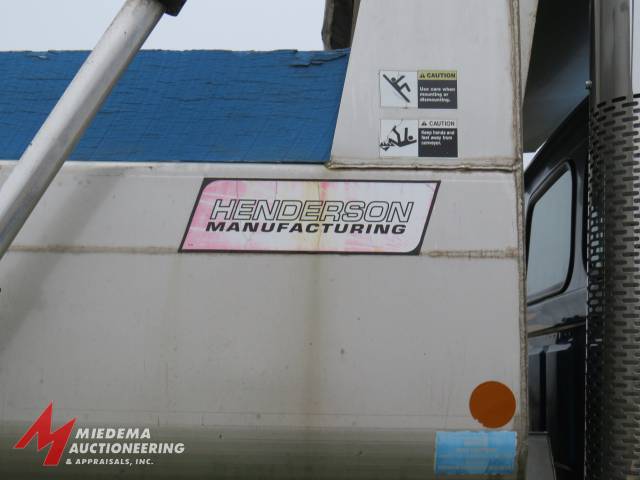 CAUTION
Use care when
mounting or
dismounting.
CAUTION
Keep hands and
feet away from
conveyor.
HENDERSON
MANUFACTURING
MIEDEMA
AUCTIONEERING
& APPRAISALS, INC.